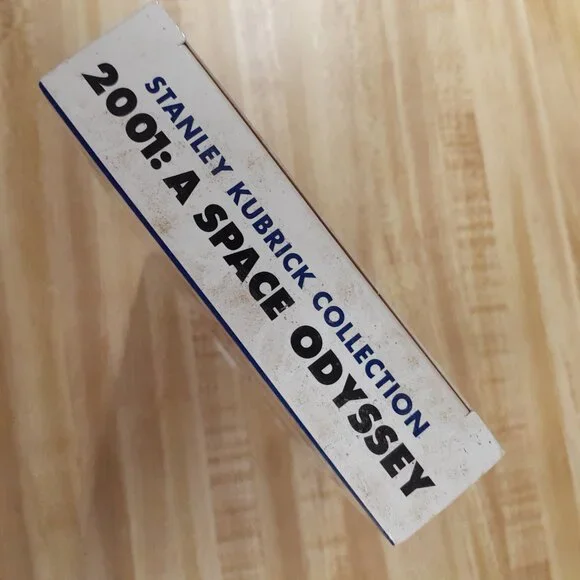 STANLEY KUBRICK COLLECTION
2001: A SPACE ODYSSEY